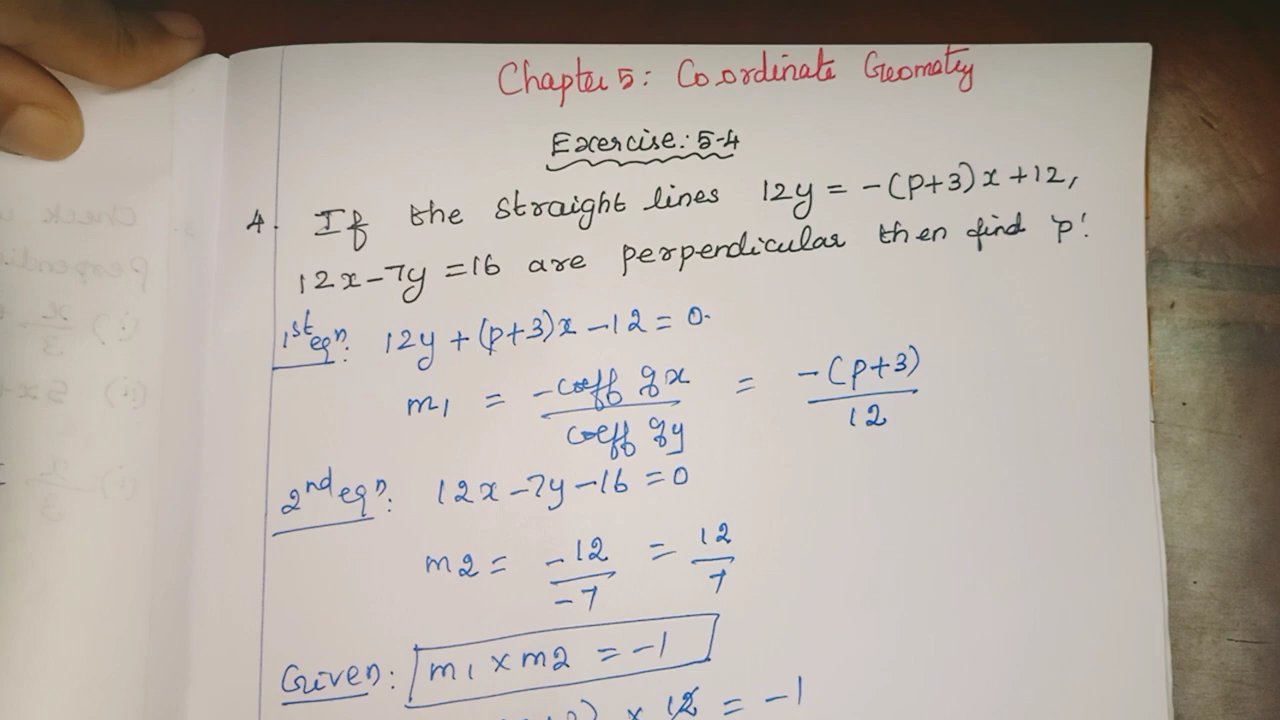 Chapter 5: Coordinate Geometry
Exercise: 5.4
4. If the straight lines 12y = -(p+3)x +12,
12x-7y =16 are perpendicular then find 'p'.
1st eqn: 12y + (p+3)x -12 = 0.
m1 = -coeff of x / coeff of y = -(p+3) / 12
2nd eqn: 12x -7y -16 = 0
m2 = -12 / -7 = 12 / 7
Given: m1 x m2 = -1
x 12 = -1